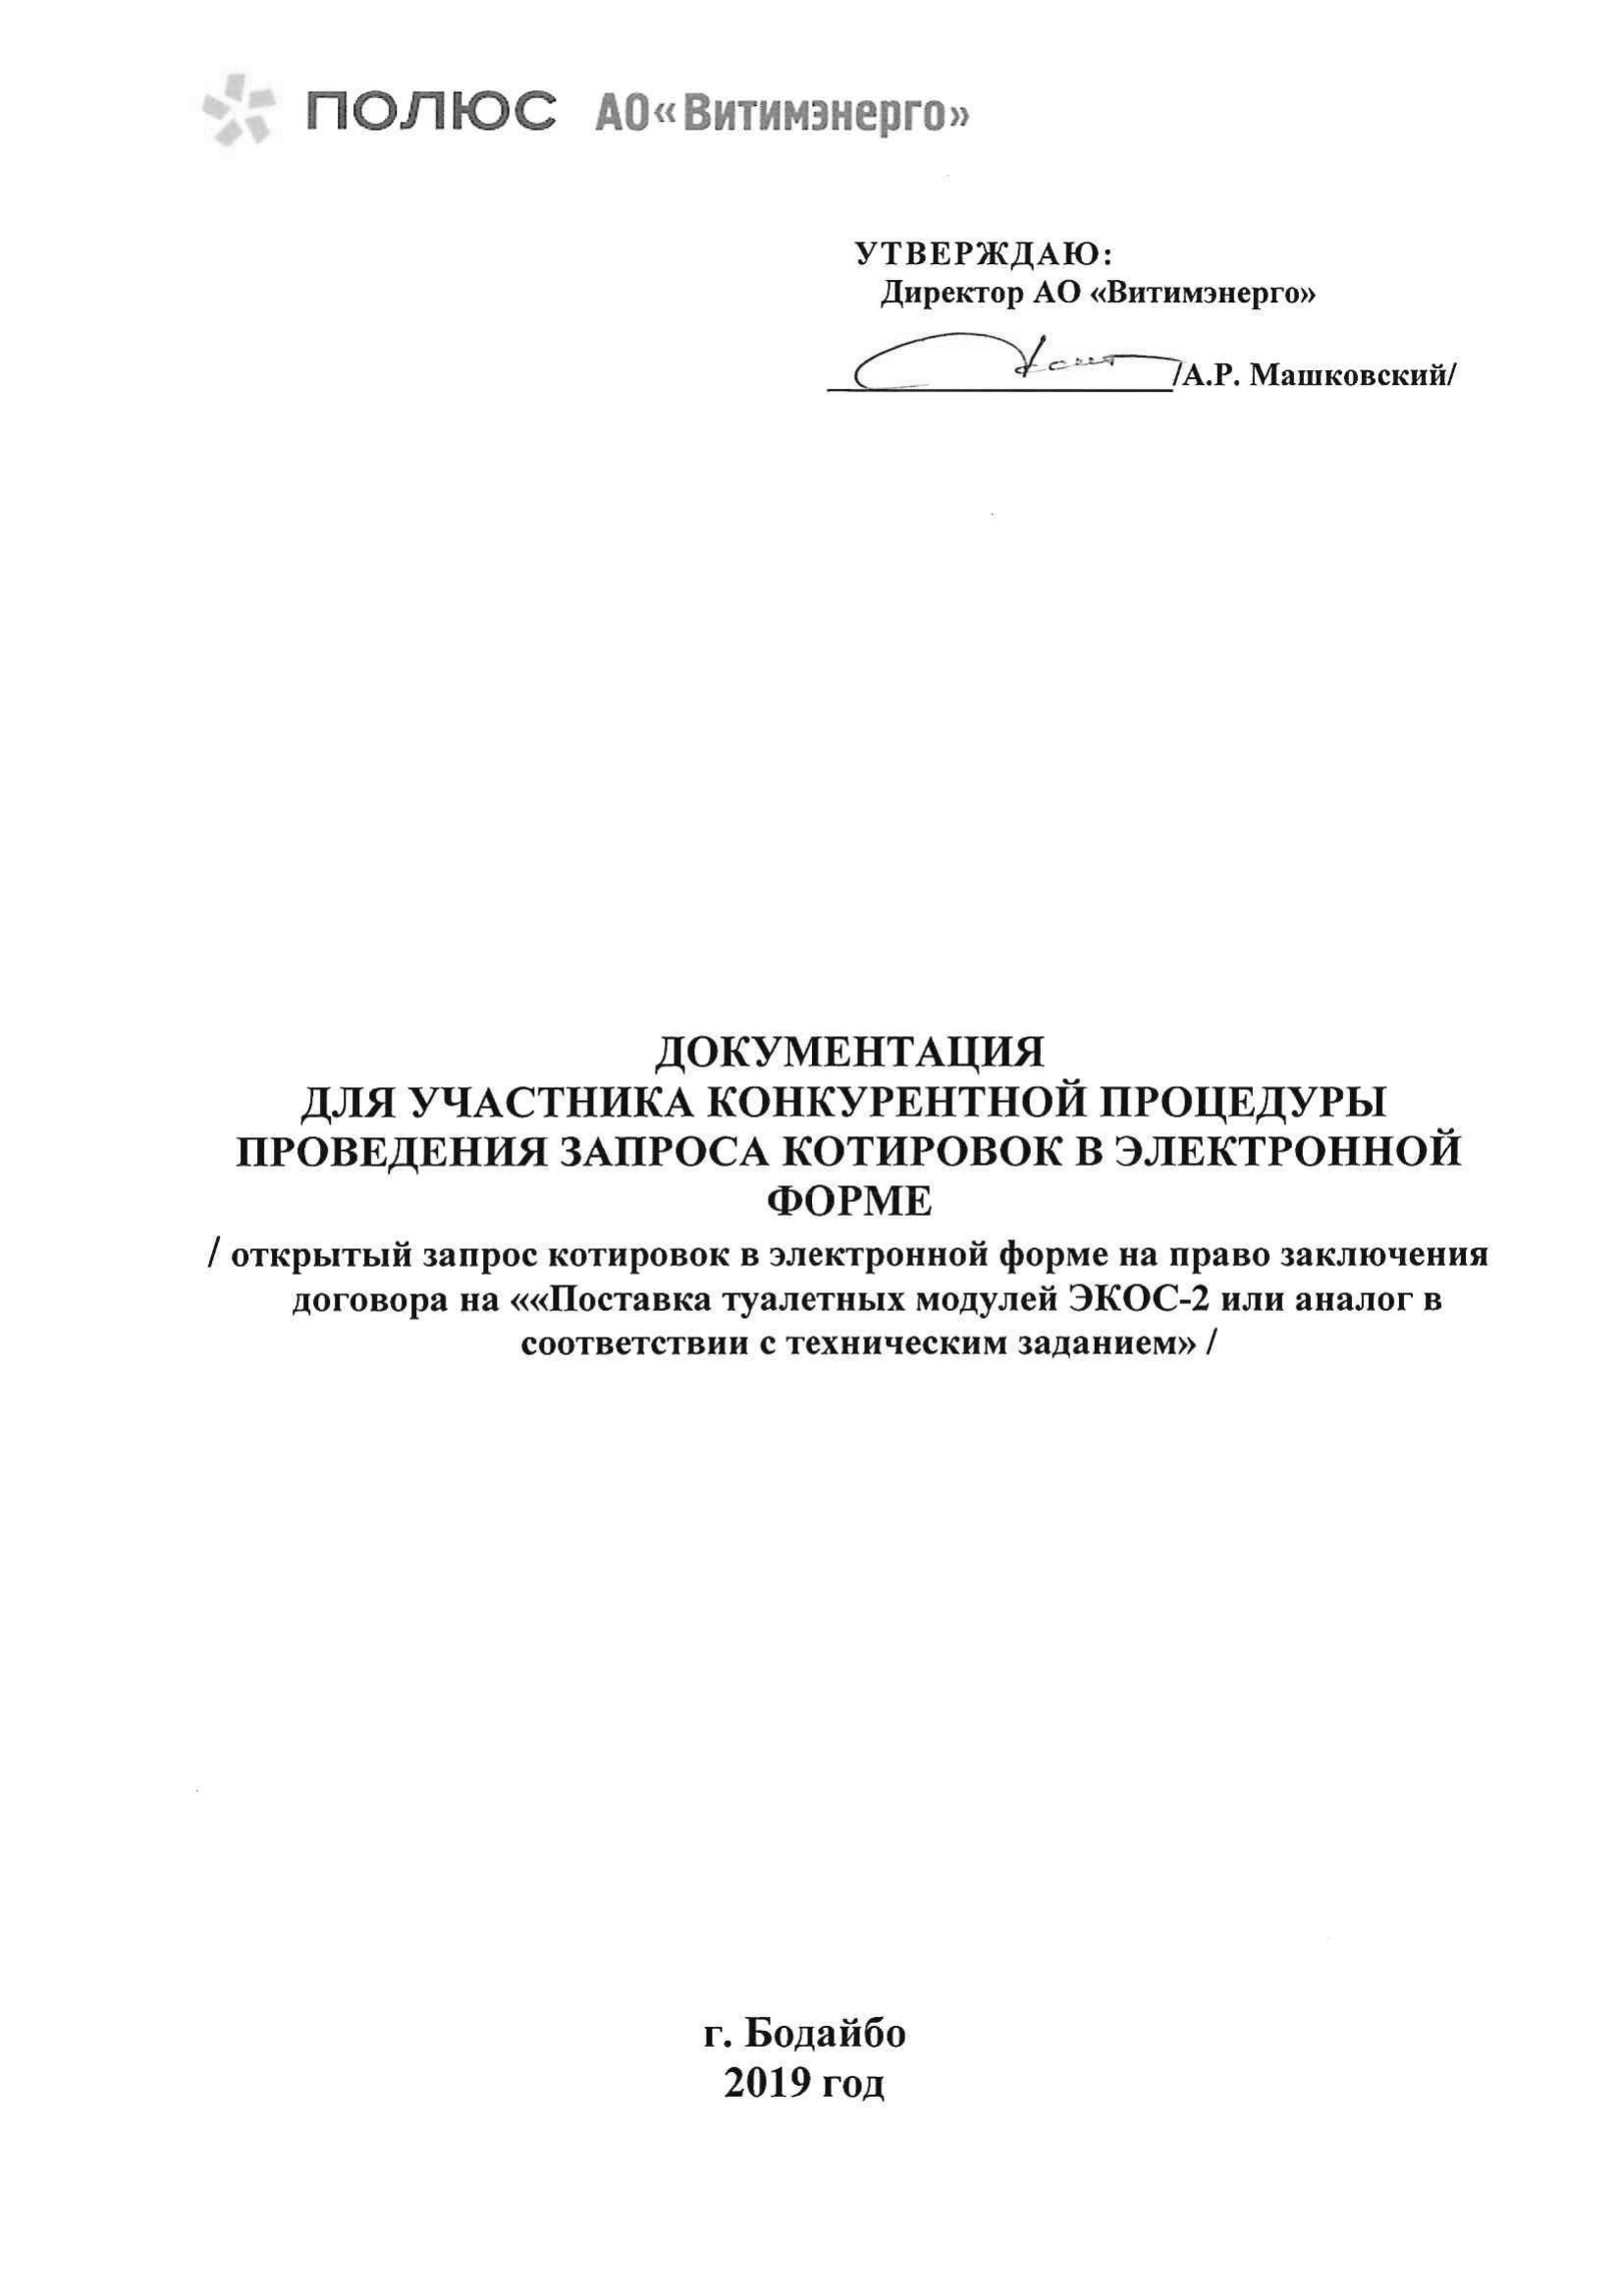 ПОЛЮС АО«Витимэнерго»
УТВЕРЖДАЮ:
Директор АО «Витимэнерго»
/А.Р. Машковский/
ДОКУМЕНТАЦИЯ
ДЛЯ УЧАСТНИКА КОНКУРЕНТНОЙ ПРОЦЕДУРЫ
ПРОВЕДЕНИЯ ЗАПРОСА КОТИРОВОК В ЭЛЕКТРОННОЙ
ФОРМЕ
/ открытый запрос котировок в электронной форме на право заключения
договора на ««Поставка туалетных модулей ЭКОС-2 или аналог в
соответствии с техническим заданием» /
г. Бодайбо
2019 год